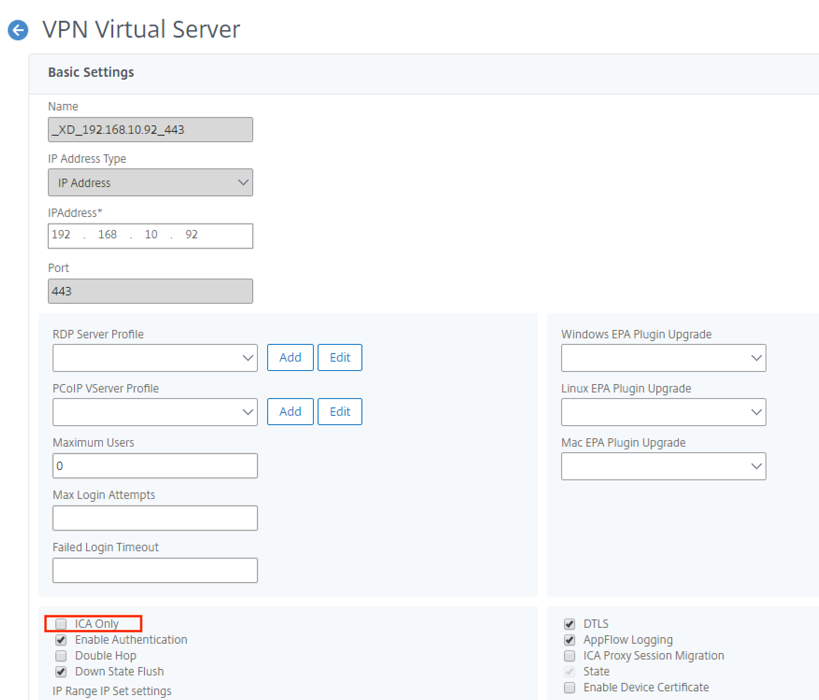 VPN Virtual Server
Basic Settings
Name
_XD_192.168.10.92_443
IP Address Type
IP Address
IPAddress*
192 . 168 . 10 . 92
Port
443
RDP Server Profile
Add Edit
PCoIP VServer Profile
Add Edit
Maximum Users
0
Max Login Attempts
Failed Login Timeout
Windows EPA Plugin Upgrade
Linux EPA Plugin Upgrade
Mac EPA Plugin Upgrade
ICA Only
Enable Authentication
Double Hop
Down State Flush
IP Range IP Set settings
DTLS
AppFlow Logging
ICA Proxy Session Migration
State
Enable Device Certificate